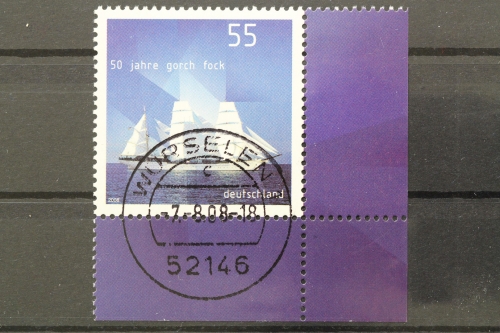 55
50 jahre gorch fock
WÜRSELEN
c
2008
deutschland
-7.-8.08-18
52146